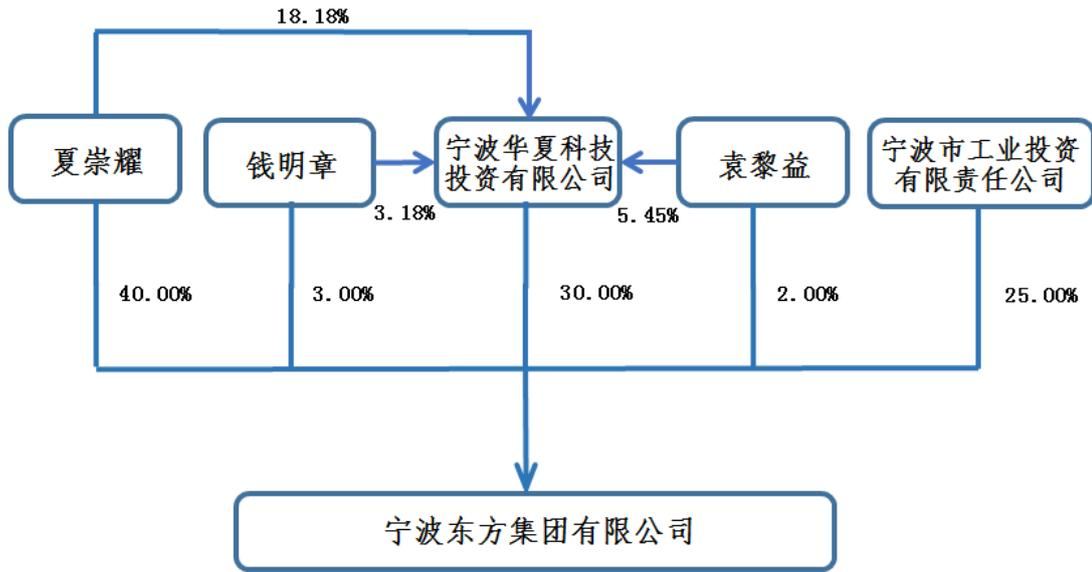 18.18%
夏崇耀
钱明章
宁波华夏科技
投资有限公司
袁黎益
宁波市工业投资
有限责任公司
3.18%
5.45%
40.00%
3.00%
30.00%
2.00%
25.00%
宁波东方集团有限公司